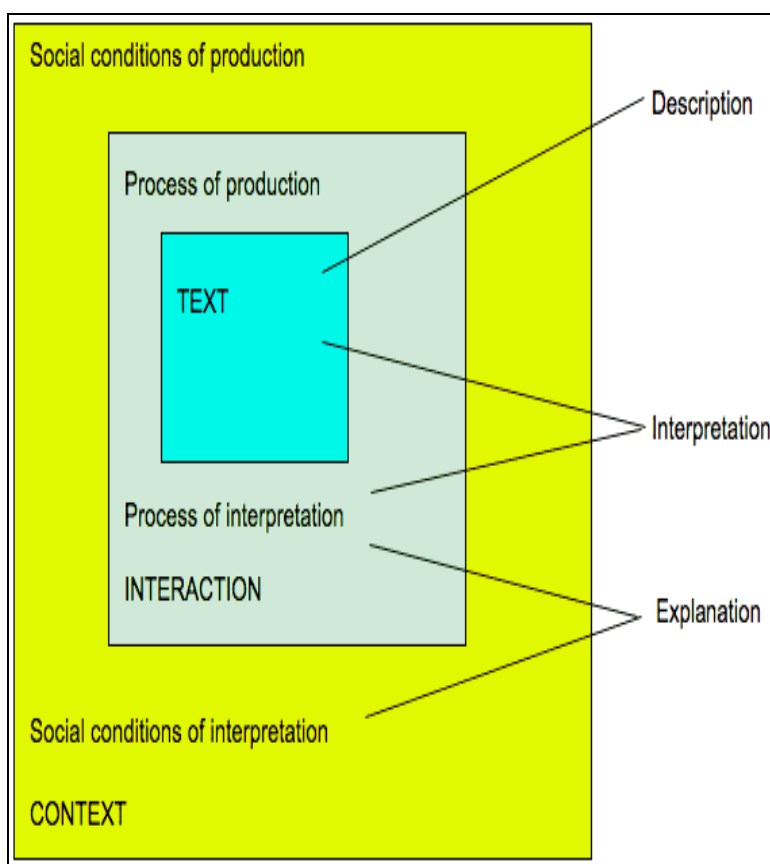 Social conditions of production
Description
Process of production
TEXT
Interpretation
Process of interpretation
INTERACTION
Explanation
Social conditions of interpretation
CONTEXT